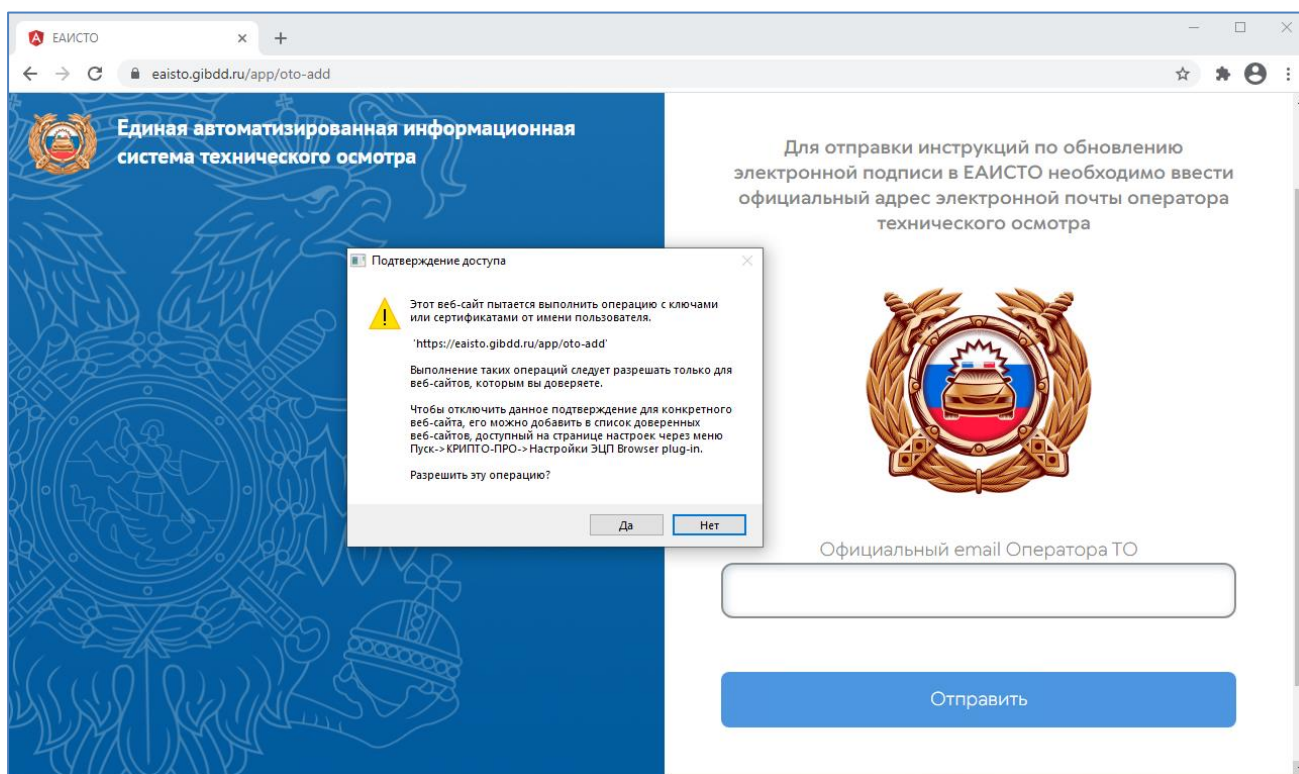 ЕАИСТО
eaisto.gibdd.ru/app/oto-add
Единая автоматизированная информационная
система технического осмотра
Для отправки инструкций по обновлению
электронной подписи в ЕАИСТО необходимо ввести
официальный адрес электронной почты оператора
технического осмотра
Подтверждение доступа
Этот веб-сайт пытается выполнить операцию с ключами
или сертификатами от имени пользователя.
'https://eaisto.gibdd.ru/app/oto-add'
Выполнение таких операций следует разрешать только для
веб-сайтов, которым вы доверяете.
Чтобы отключить данное подтверждение для конкретного
веб-сайта, его можно добавить в список доверенных
веб-сайтов, доступный на странице настроек через меню
Пуск->КРИПТО-ПРО->Настройки ЭЦП Browser plug-in.
Разрешить эту операцию?
Да Нет
Официальный email Оператора ТО
Отправить